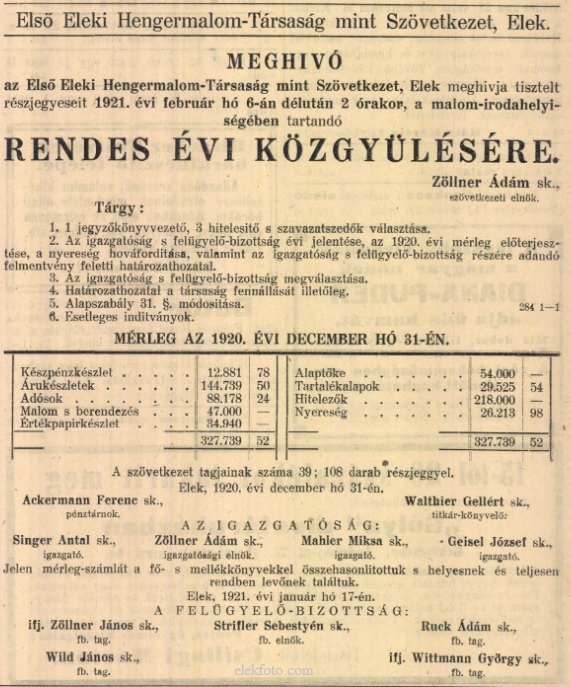 Első Eleki Hengermalom-Társaság mint Szövetkezet, Elek.
MEGHIVÓ
az Első Eleki Hengermalom-Társaság mint Szövetkezet, Elek meghivja tisztelt
részjegyeseit 1921. évi február hó 6-án délután 2 órakor, a malom-irodahelyi-
ségében tartandó
RENDES ÉVI KÖZGYÜLÉSÉRE.
Zöllner Ádám sk.,
szövetkezeti elnök.
Tárgy:
1. 1 jegyzőkönyvvezető, 3 hitelesitő s szavazatszedők választása.
2. Az igazgatóság s felügyelő-bizottság évi jelentése, az 1920. évi mérleg előterjesz-
tése, a nyereség hováforditása, valamint az igazgatóság s felügyelő-bizottság részére adandó
felmentvény feletti határozathozatal.
3. Az igazgatóság s felügyelő-bizottság megválasztása.
4. Határozathozatal a társaság fennállását illetőleg.
5. Alapszabály 31. §. módositása. 284 1—1
6. Esetleges inditványok.
MÉRLEG AZ 1920. ÉVI DECEMBER HÓ 31-ÉN.
Készpénzkészlet . . . . 12.881 78 Alaptőke . . . . . . . 54.000 —
Árukészletek . . . . . 144.739 50 Tartalékalapok . . . . . 29.525 54
Adósok . . . . . . . 88.178 24 Hitelezők . . . . . . . 218.000 —
Malom s berendezés . . . 47.000 — Nyereség . . . . . . . 26.213 98
Értékpapirkészlet . . . . 34.940 —
327.739 52 327.739 52
A szövetkezet tagjainak száma 39; 108 darab részjeggyel.
Elek, 1920. évi december hó 31-én.
Ackermann Ferenc sk., Walthier Gellért sk.,
pénztárnok. titkár-könyvelő.
AZ IGAZGATÓSÁG:
Singer Antal sk., Zöllner Ádám sk., Mahler Miksa sk., Geisel József sk.,
igazgató. igazgatósági elnök. igazgató. igazgató.
Jelen mérleg-számlát a fő- s mellékkönyvekkel összehasonlitottuk s helyesnek és teljesen
rendben levőnek találtuk.
Elek, 1921. évi január hó 17-én.
A FELÜGYELŐ-BIZOTTSÁG:
ifj. Zöllner János sk., Strifler Sebestyén sk., Ruck Ádám sk.,
fb. tag. fb. elnök. fb. tag.
Wild János sk., ifj. Wittmann György sk.,
fb. tag. fb. tag.
elekfoto.com